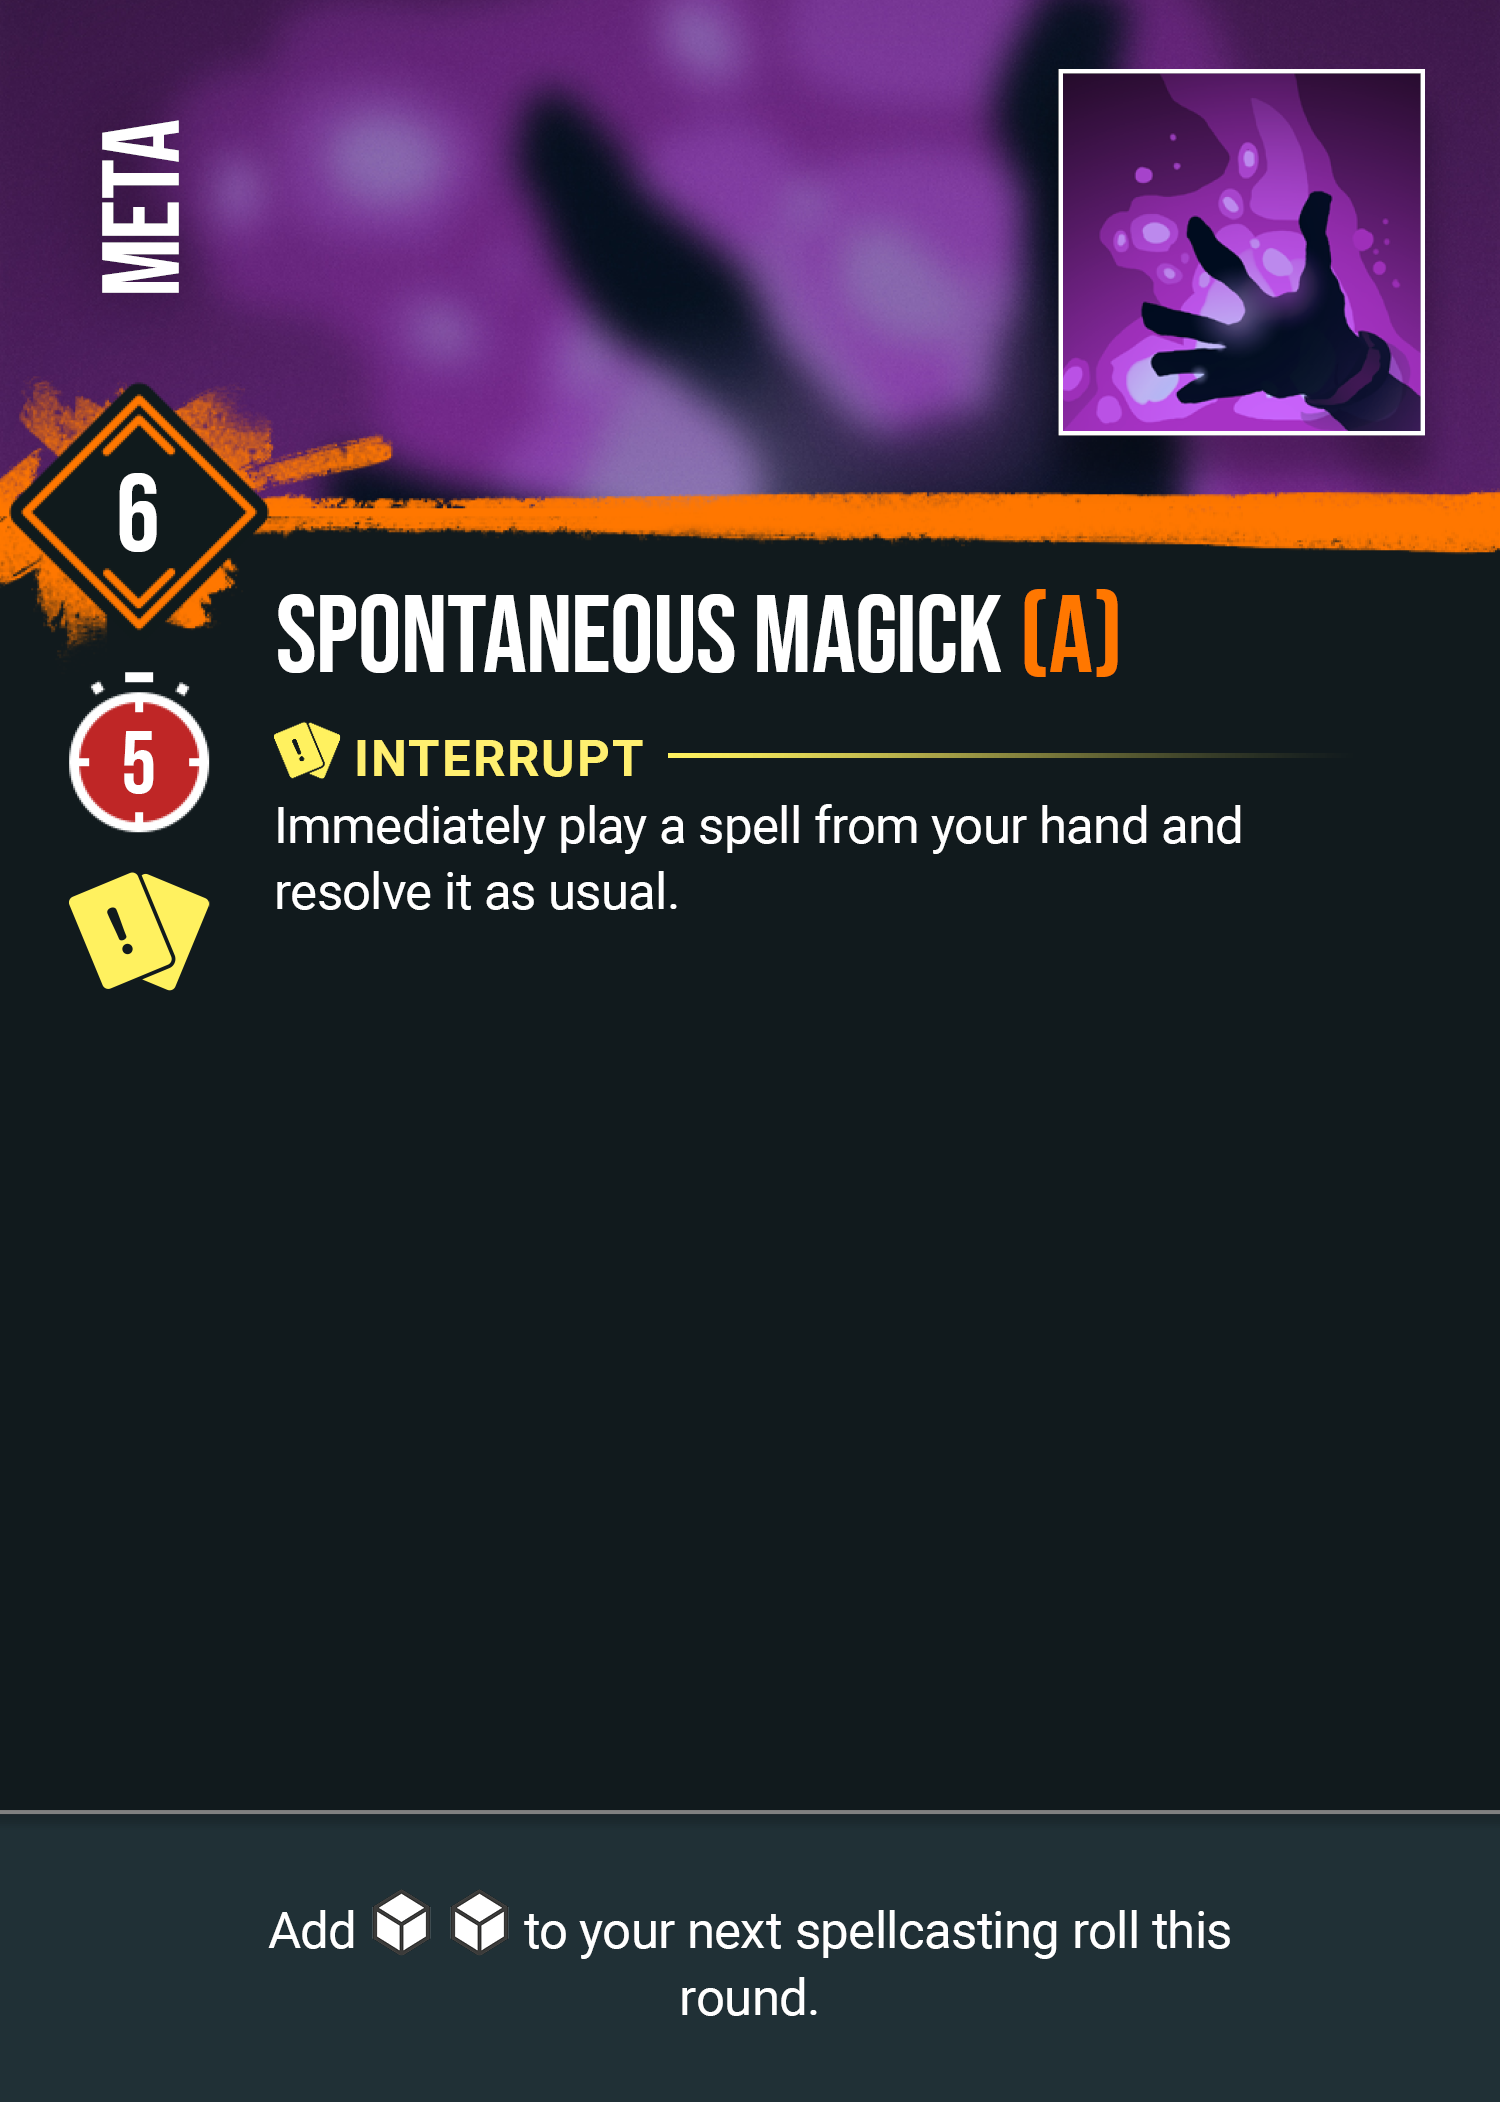 META
6
SPONTANEOUS MAGICK (A)
5
! INTERRUPT
Immediately play a spell from your hand and
resolve it as usual.
!
Add to your next spellcasting roll this
round.